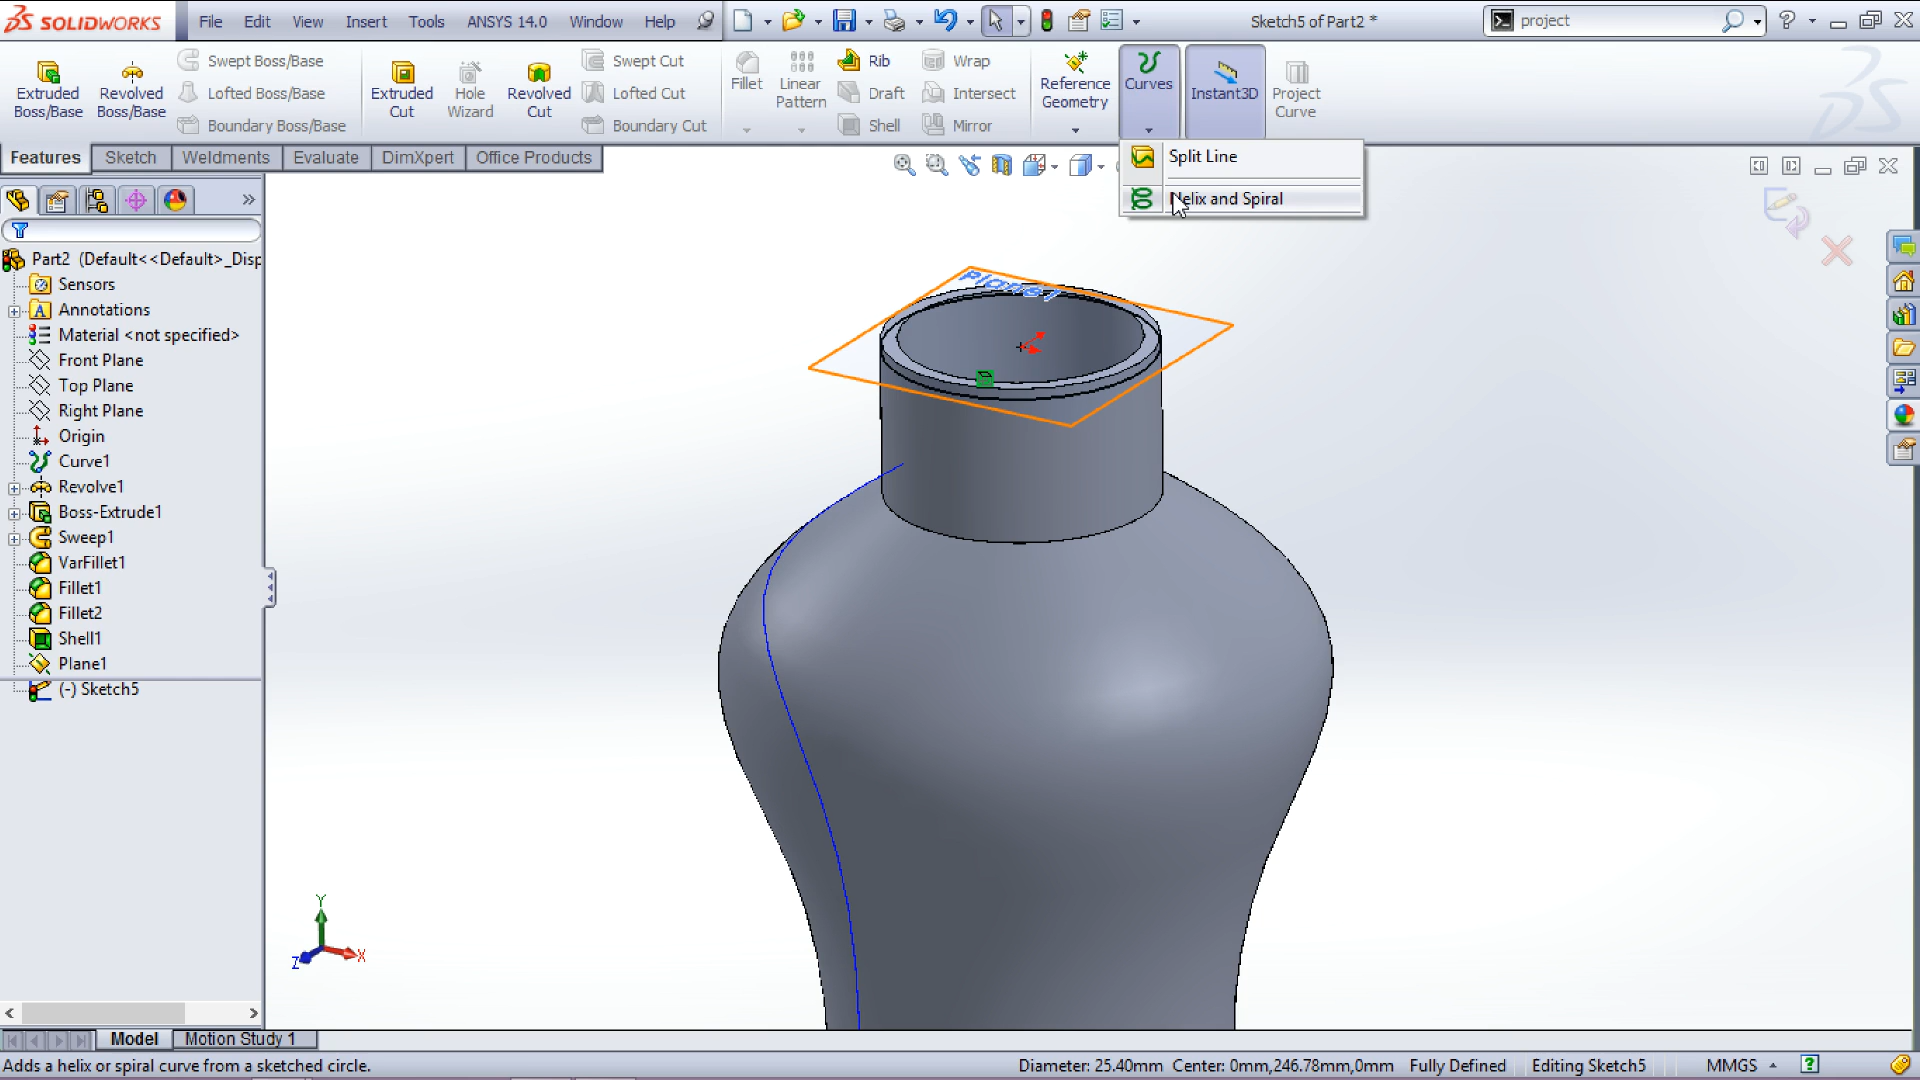 SOLIDWORKS
File Edit View Insert Tools ANSYS 14.0 Window Help
Sketch5 of Part2 *
project
Extruded Boss/Base
Revolved Boss/Base
Swept Boss/Base
Lofted Boss/Base
Boundary Boss/Base
Extruded Cut
Hole Wizard
Revolved Cut
Swept Cut
Lofted Cut
Boundary Cut
Fillet
Linear Pattern
Rib
Draft
Shell
Wrap
Intersect
Mirror
Reference Geometry
Curves
Instant3D
Project Curve
Split Line
Helix and Spiral
Features Sketch Weldments Evaluate DimXpert Office Products
Part2 (Default<<Default>_Disp
Sensors
Annotations
Material <not specified>
Front Plane
Top Plane
Right Plane
Origin
Curve1
Revolve1
Boss-Extrude1
Sweep1
VarFillet1
Fillet1
Fillet2
Shell1
Plane1
(-) Sketch5
Plane1
Y
X
Z
Model Motion Study 1
Adds a helix or spiral curve from a sketched circle.
Diameter: 25.40mm Center: 0mm,246.78mm,0mm Fully Defined Editing Sketch5 MMGS